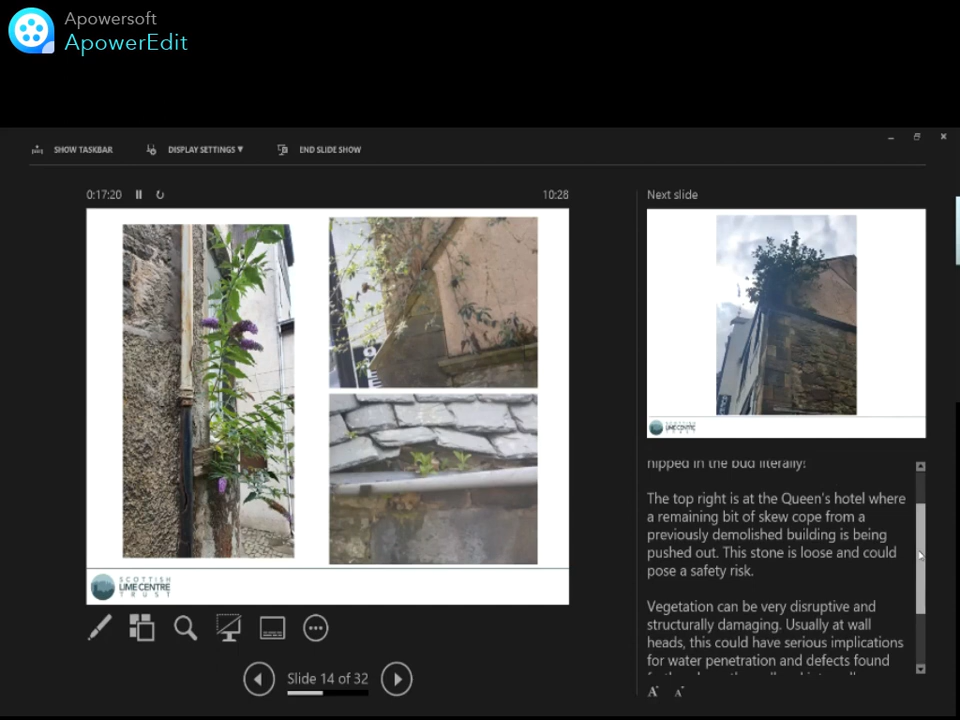 Apowersoft
ApowerEdit
SHOW TASKBAR
DISPLAY SETTINGS ▼
END SLIDE SHOW
0:17:20
10:28
Next slide
SCOTTISH
LIME CENTRE
TRUST
LIME CENTRE
nipped in the bud literally!
The top right is at the Queen's hotel where
a remaining bit of skew cope from a
previously demolished building is being
pushed out. This stone is loose and could
pose a safety risk.
Vegetation can be very disruptive and
structurally damaging. Usually at wall
heads, this could have serious implications
for water penetration and defects found
Slide 14 of 32